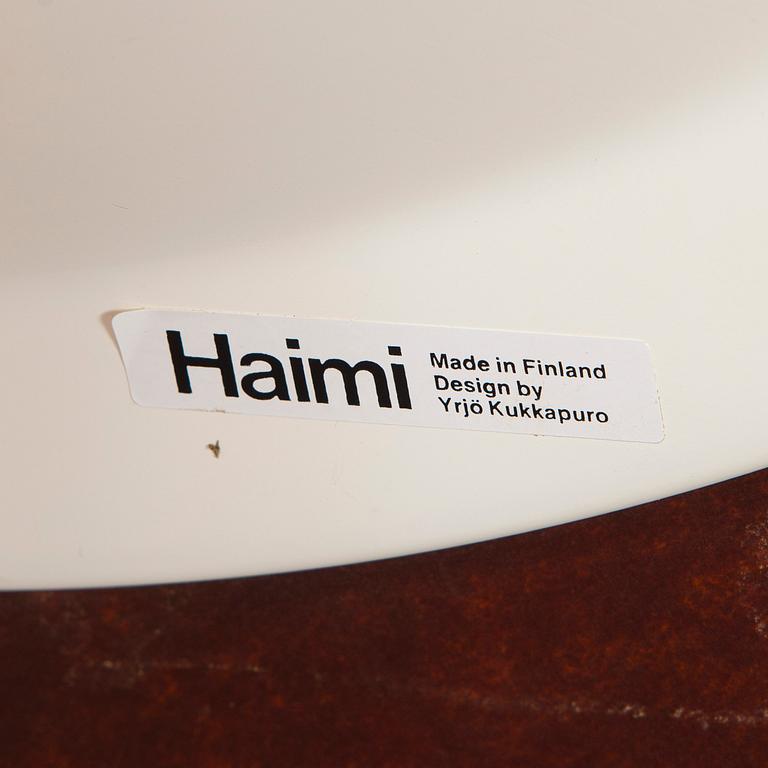 Haimi
Made in Finland
Design by
Yrjö Kukkapuro